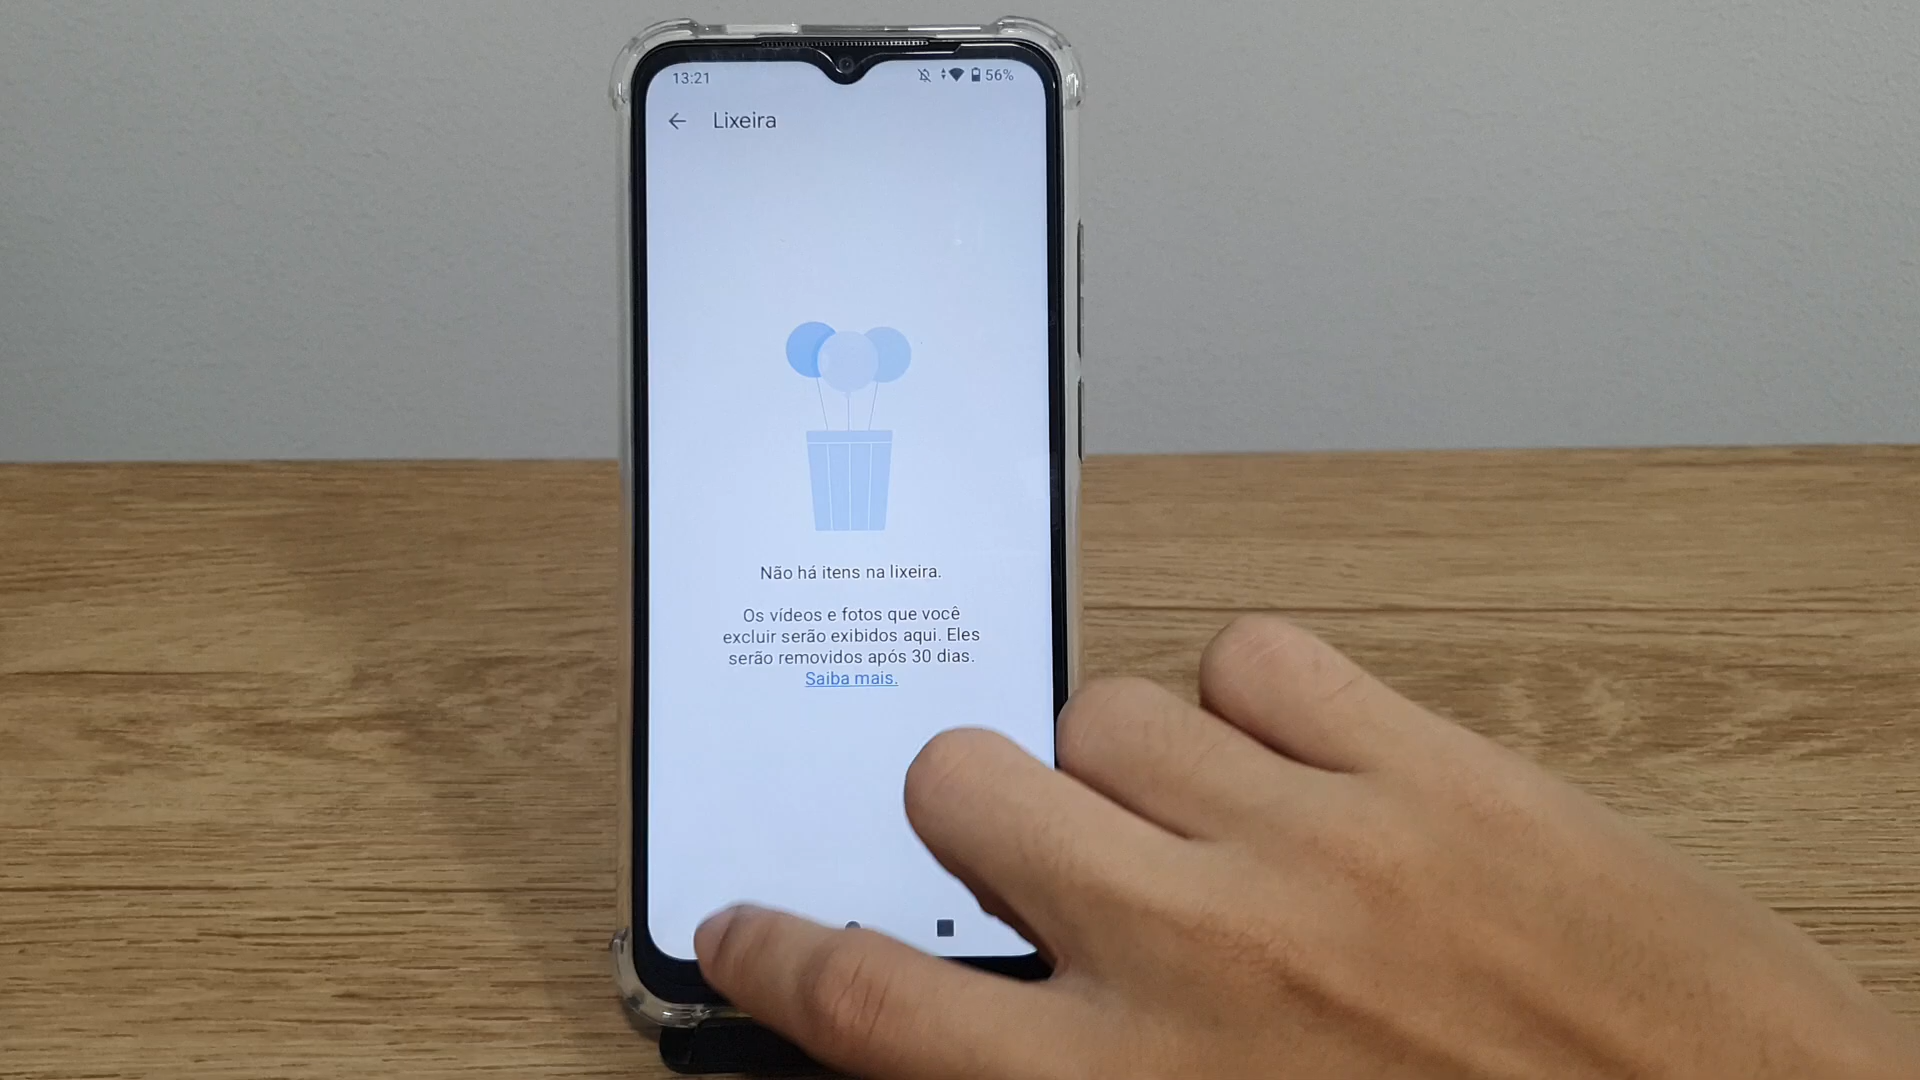 13:21
56%
Lixeira
Não há itens na lixeira.
Os vídeos e fotos que você
excluir serão exibidos aqui. Eles
serão removidos após 30 dias.
Saiba mais.